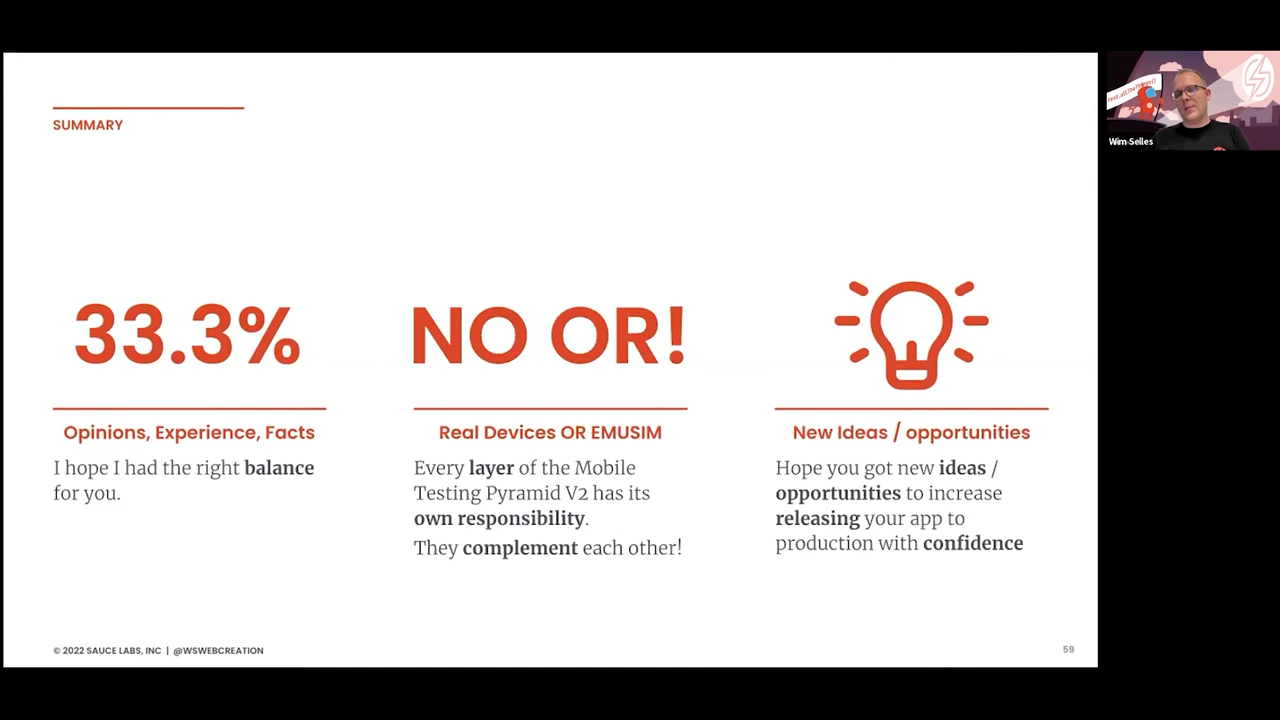 SUMMARY
33.3%
Opinions, Experience, Facts
I hope I had the right balance
for you.
NO OR!
Real Devices OR EMUSIM
Every layer of the Mobile
Testing Pyramid V2 has its
own responsibility.
They complement each other!
New Ideas / opportunities
Hope you got new ideas /
opportunities to increase
releasing your app to
production with confidence
© 2022 SAUCE LABS, INC | @WSWEBCREATION
59
Wim Selles